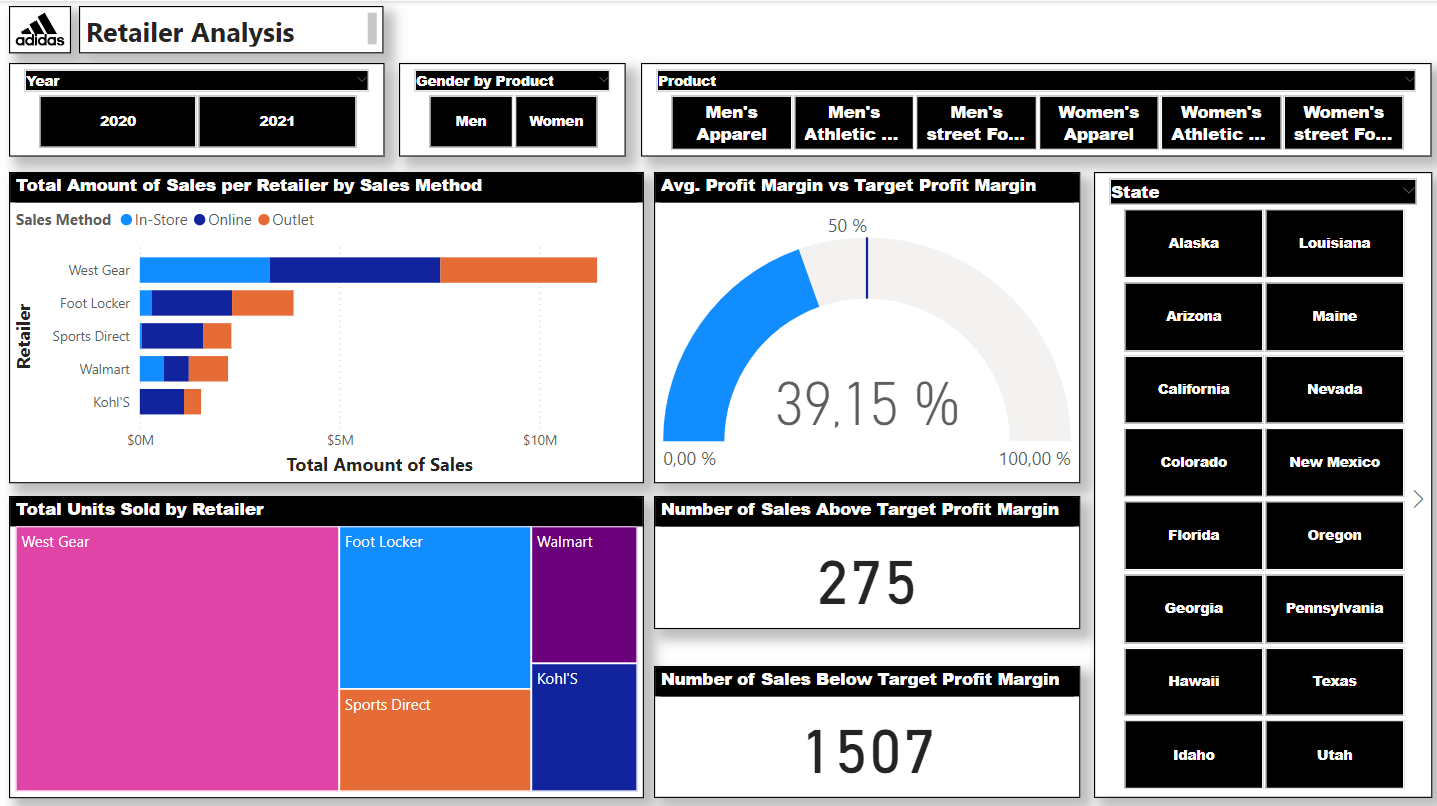 adidas
Retailer Analysis
Year
2020
2021
Gender by Product
Men
Women
Product
Men's
Apparel
Men's
Athletic ...
Men's
street Fo...
Women's
Apparel
Women's
Athletic ...
Women's
street Fo...
Total Amount of Sales per Retailer by Sales Method
Sales Method In-Store Online Outlet
Retailer
West Gear
Foot Locker
Sports Direct
Walmart
Kohl'S
$0M $5M $10M
Total Amount of Sales
Avg. Profit Margin vs Target Profit Margin
50 %
39,15 %
0,00 % 100,00 %
Total Units Sold by Retailer
West Gear
Foot Locker
Walmart
Sports Direct
Kohl'S
Number of Sales Above Target Profit Margin
275
Number of Sales Below Target Profit Margin
1507
State
Alaska Louisiana
Arizona Maine
California Nevada
Colorado New Mexico
Florida Oregon
Georgia Pennsylvania
Hawaii Texas
Idaho Utah